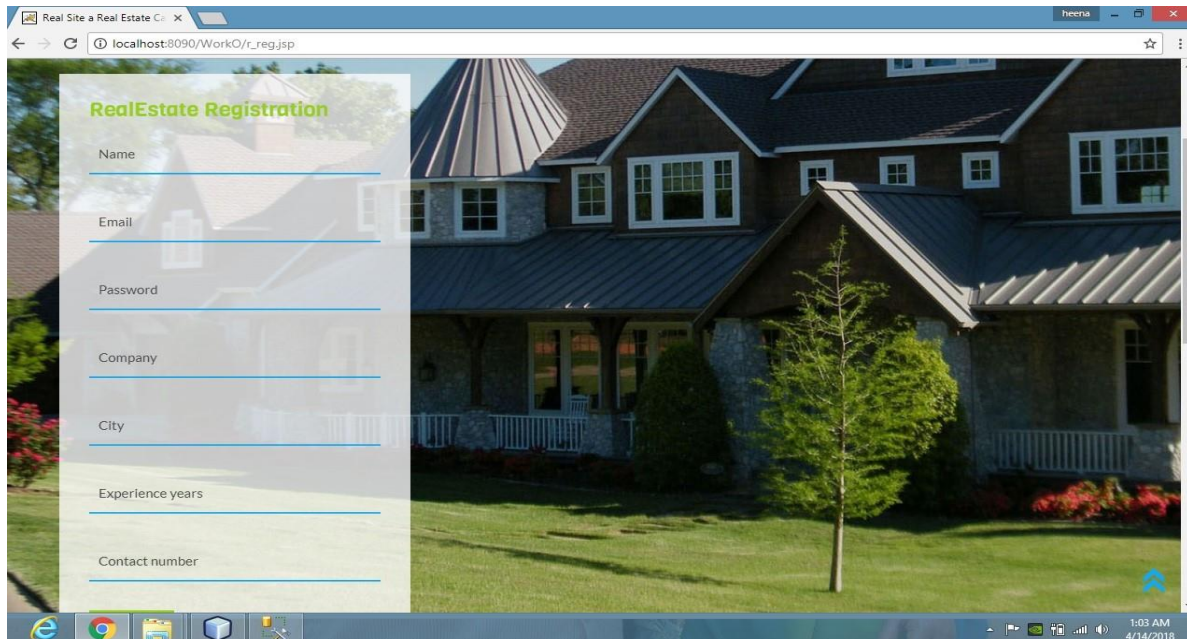 Real Site a Real Estate Ca
heena
localhost:8090/WorkO/r_reg.jsp
RealEstate Registration
Name
Email
Password
Company
City
Experience years
Contact number
1:03 AM
4/14/2018